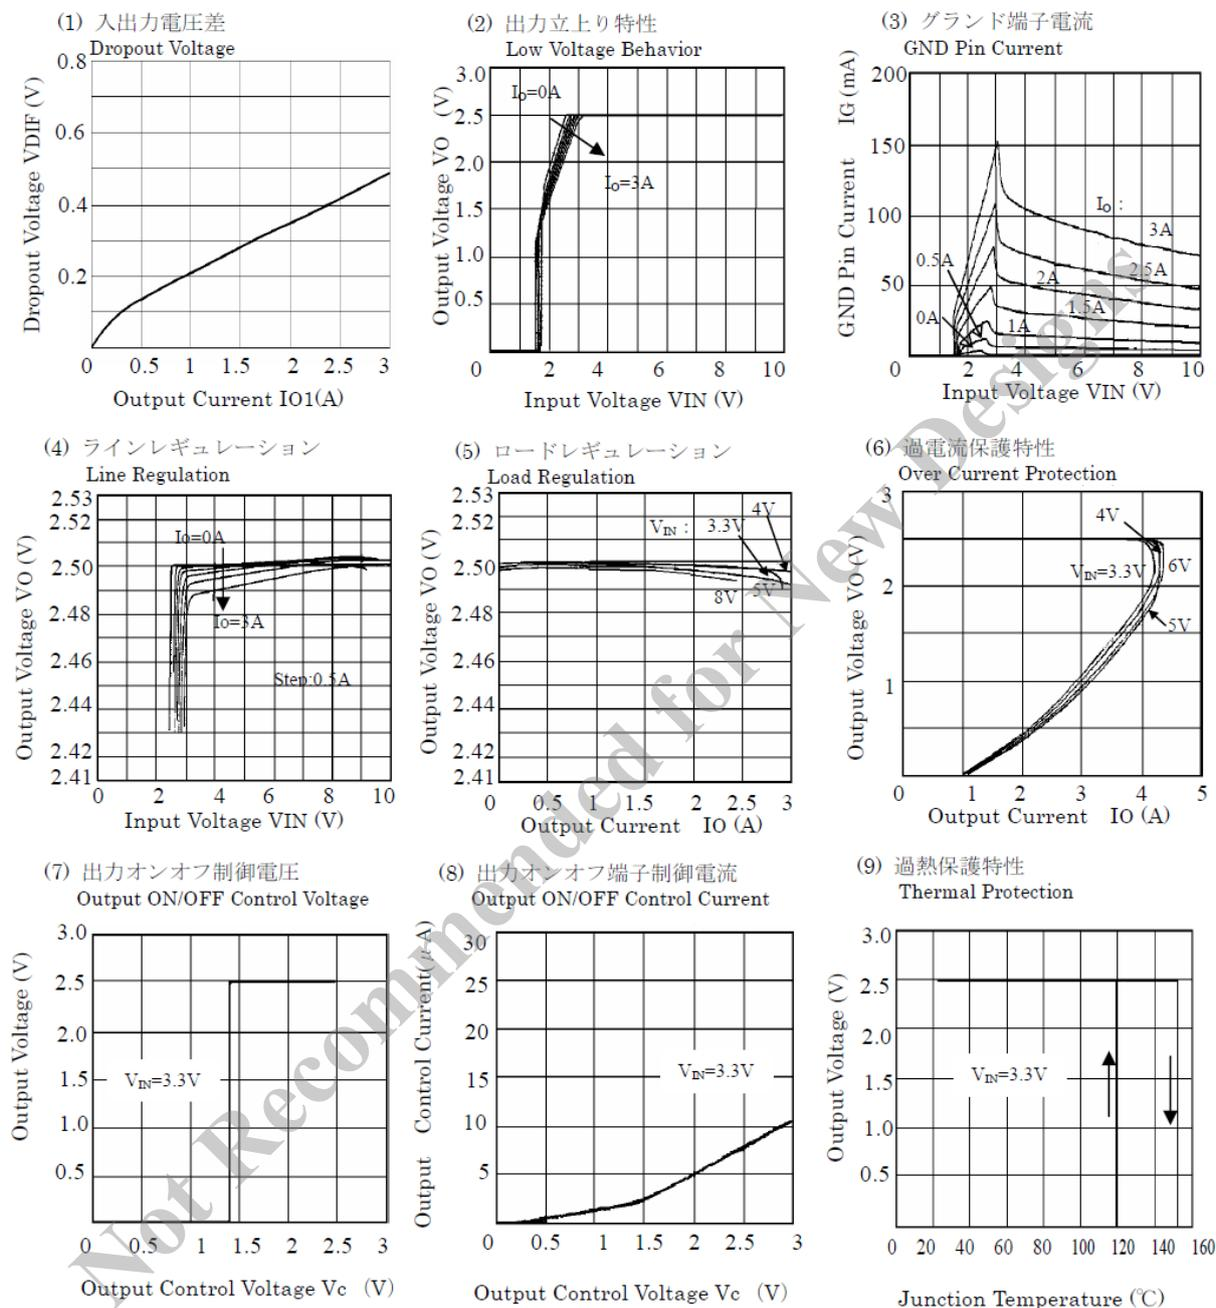 (1) 入出力電圧差
Dropout Voltage
Dropout Voltage VDIF (V)
0.8
0.6
0.4
0.2
0 0.5 1 1.5 2 2.5 3
Output Current IO1(A)
(2) 出力立上り特性
Low Voltage Behavior
Output Voltage VO (V)
3.0
2.5
2.0
1.5
1.0
0.5
Io=0A
Io=3A
0 2 4 6 8 10
Input Voltage VIN (V)
(3) グランド端子電流
GND Pin Current
GND Pin Current IG (mA)
200
150
100
50
0
Io :
3A
2.5A
2A
1.5A
1A
0.5A
0A
0 2 4 6 8 10
Input Voltage VIN (V)
(4) ラインレギュレーション
Line Regulation
Output Voltage VO (V)
2.53
2.52
2.50
2.48
2.46
2.44
2.42
2.41
Io=0A
Io=3A
Step:0.5A
0 2 4 6 8 10
Input Voltage VIN (V)
(5) ロードレギュレーション
Load Regulation
Output Voltage VO (V)
2.53
2.52
2.50
2.48
2.46
2.44
2.42
2.41
VIN : 3.3V
4V
8V 5V
0 0.5 1 1.5 2 2.5 3
Output Current IO (A)
(6) 過電流保護特性
Over Current Protection
Output Voltage VO (V)
3
2
1
4V
VIN=3.3V
6V
5V
0 1 2 3 4 5
Output Current IO (A)
(7) 出力オンオフ制御電圧
Output ON/OFF Control Voltage
Output Voltage (V)
3.0
2.5
2.0
1.5
1.0
0.5
VIN=3.3V
0 0.5 1 1.5 2 2.5 3
Output Control Voltage Vc (V)
(8) 出力オンオフ端子制御電流
Output ON/OFF Control Current
Output Control Current(μA)
30
25
20
15
10
5
VIN=3.3V
0 0.5 1 1.5 2 2.5 3
Output Control Voltage Vc (V)
(9) 過熱保護特性
Thermal Protection
Output Voltage (V)
3.0
2.5
2.0
1.5
1.0
0.5
VIN=3.3V
0 20 40 60 80 100 120 140 160
Junction Temperature (℃)
Not Recommended for New Designs